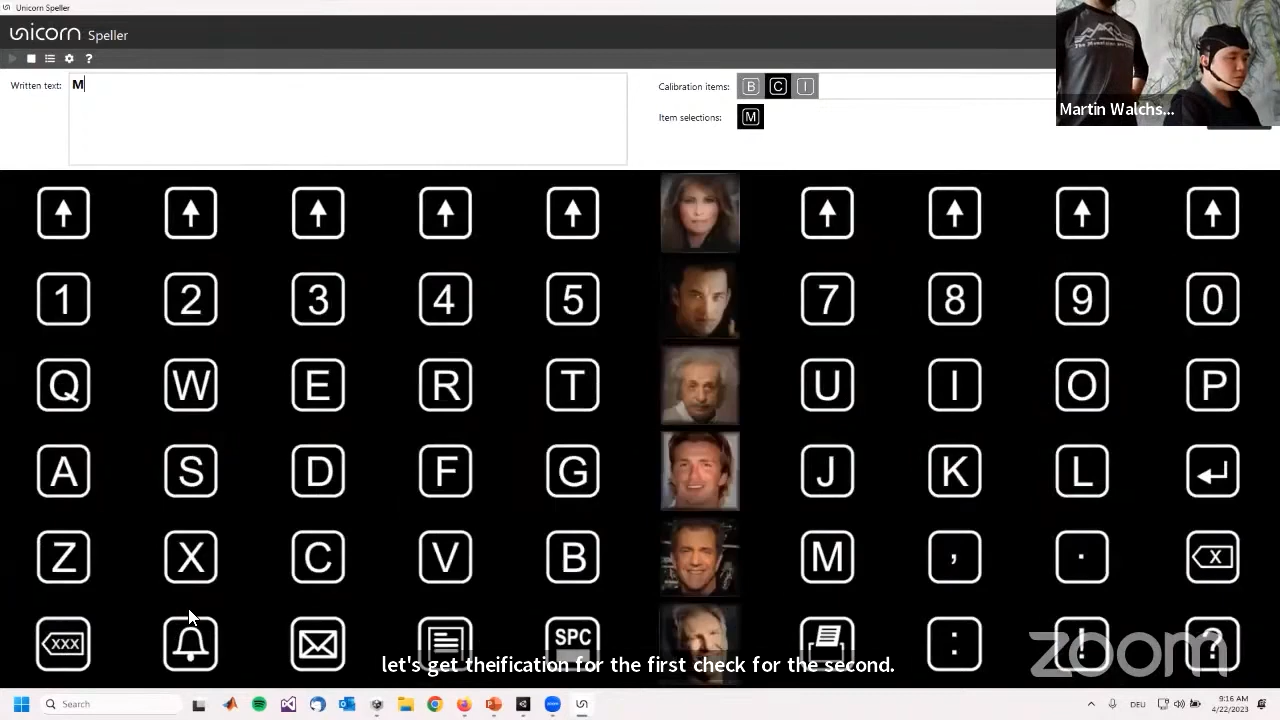 Unicorn Speller
unicorn Speller
?
Written text: M
Calibration items: B C I
Item selections: M
Martin Walchs...
1 2 3 4 5 7 8 9 0
Q W E R T U I O P
A S D F G J K L
Z X C V B M , . X
XXX SPC : ! ?
let's get theification for the first check for the second.
zoom
Search
DEU
9:16 AM
4/22/2023